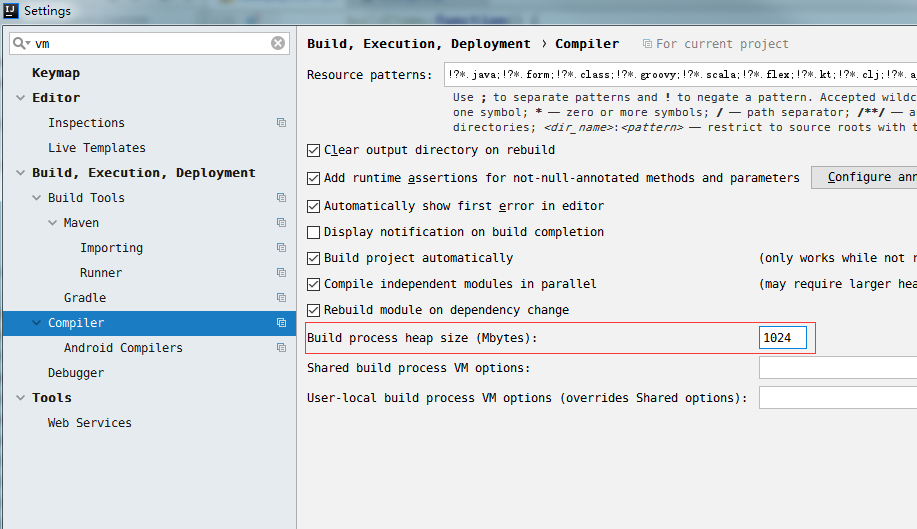 Settings
vm
Keymap
Editor
Inspections
Live Templates
Build, Execution, Deployment
Build Tools
Maven
Importing
Runner
Gradle
Compiler
Android Compilers
Debugger
Tools
Web Services
Build, Execution, Deployment › Compiler For current project
Resource patterns: !?*.java;!?*.form;!?*.class;!?*.groovy;!?*.scala;!?*.flex;!?*.kt;!?*.clj;!?*.a
Use ; to separate patterns and ! to negate a pattern. Accepted wildc
one symbol; * — zero or more symbols; / — path separator; /**/ — a
directories; <dir_name>:<pattern> — restrict to source roots with t
Clear output directory on rebuild
Add runtime assertions for not-null-annotated methods and parameters Configure ann
Automatically show first error in editor
Display notification on build completion
Build project automatically (only works while not r
Compile independent modules in parallel (may require larger hea
Rebuild module on dependency change
Build process heap size (Mbytes): 1024
Shared build process VM options:
User-local build process VM options (overrides Shared options):